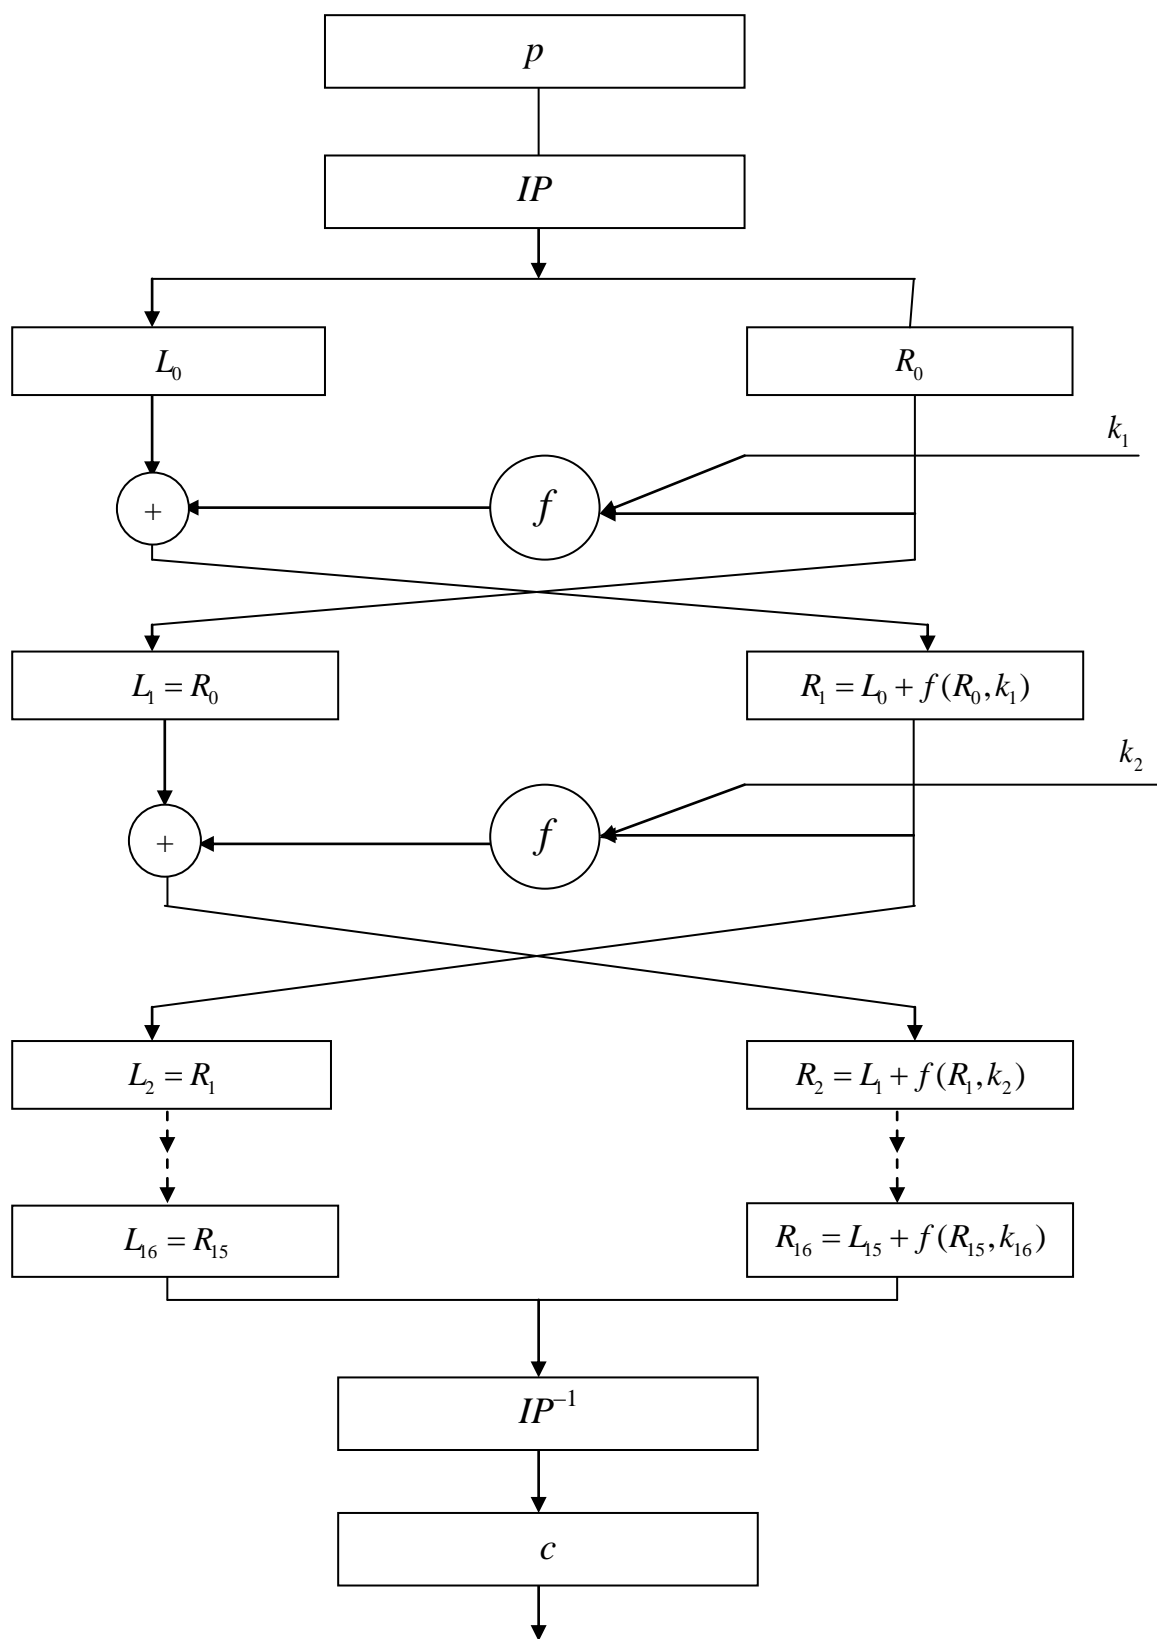 p
IP
L₀
R₀
k₁
+
f
L₁ = R₀
R₁ = L₀ + f(R₀, k₁)
k₂
+
f
L₂ = R₁
R₂ = L₁ + f(R₁, k₂)
L₁₆ = R₁₅
R₁₆ = L₁₅ + f(R₁₅, k₁₆)
IP⁻¹
c